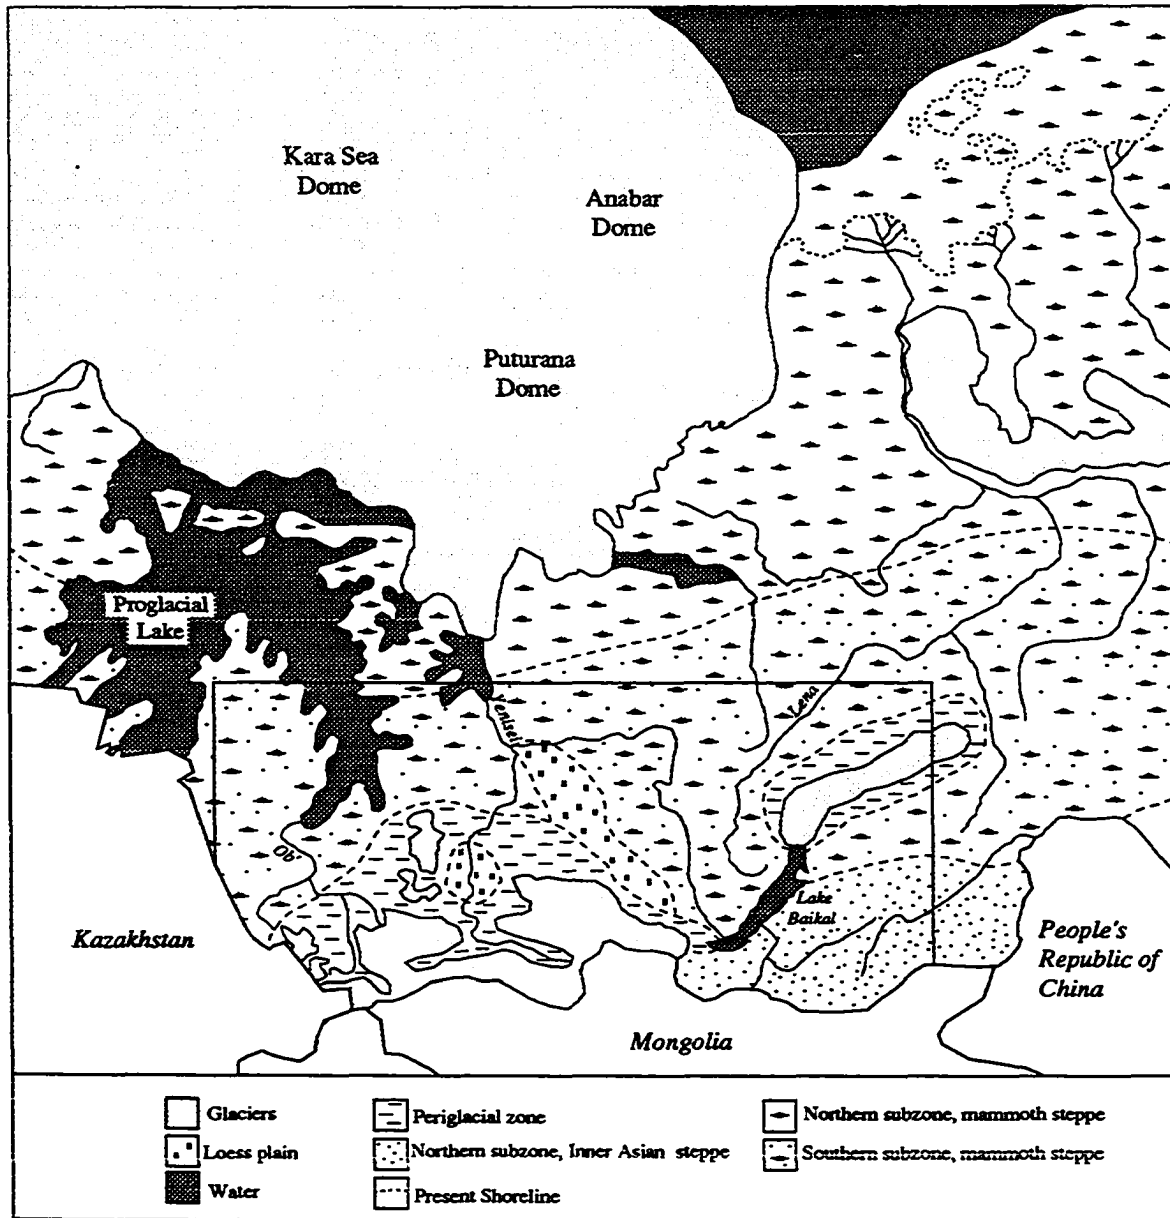 Kara Sea
Dome
Anabar
Dome
Puturana
Dome
Proglacial
Lake
Yenisei
Lena
Ob'
Lake
Baikal
Kazakhstan
People's
Republic of
China
Mongolia
Glaciers
Periglacial zone
Northern subzone, mammoth steppe
Loess plain
Northern subzone, Inner Asian steppe
Southern subzone, mammoth steppe
Water
Present Shoreline